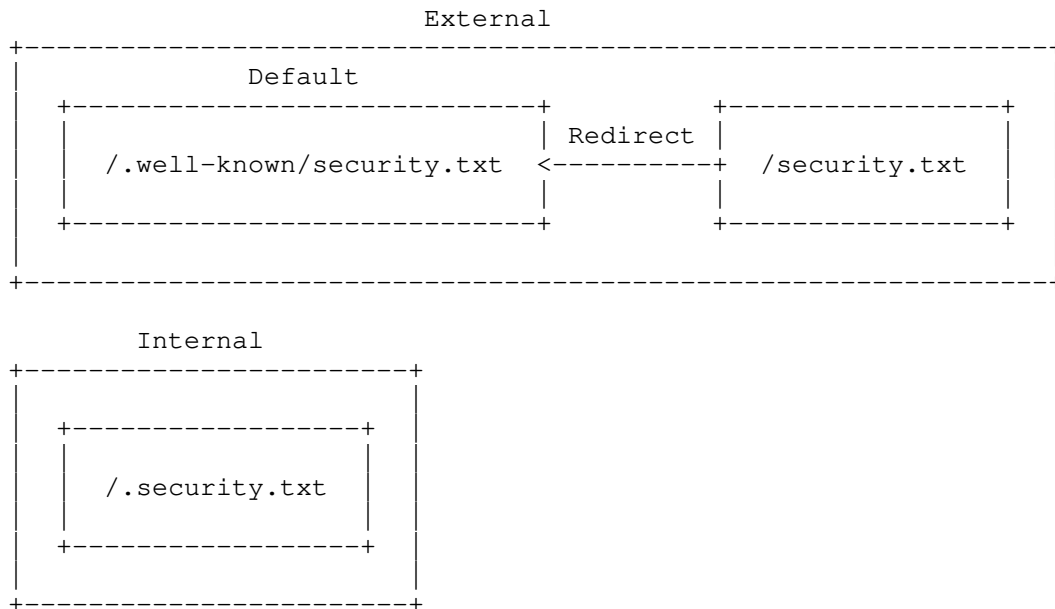 External
Default
Redirect
/.well-known/security.txt /security.txt
Internal
/.security.txt